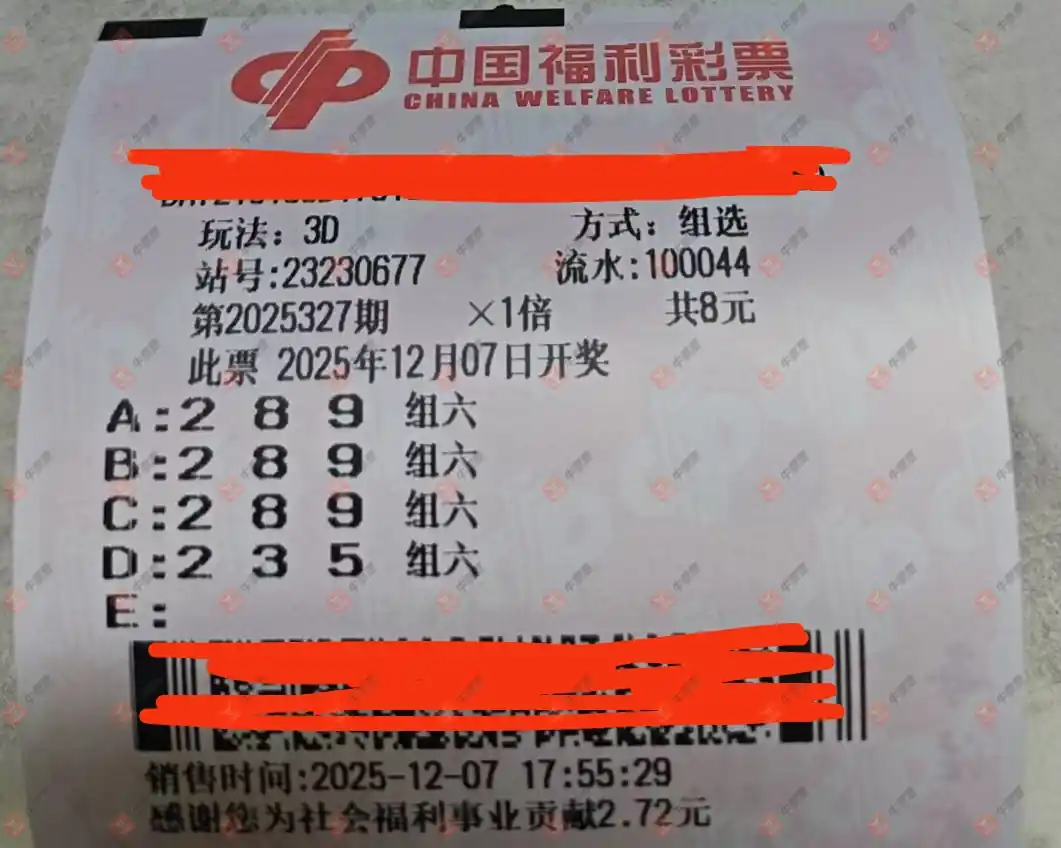 中国福利彩票
CHINA WELFARE LOTTERY
玩法：3D 方式：组选
站号:23230677 流水:100044
第2025327期 ×1倍 共8元
此票 2025年12月07日开奖
A:2 8 9 组六
B:2 8 9 组六
C:2 8 9 组六
D:2 3 5 组六
E:
销售时间:2025-12-07 17:55:29
感谢您为社会福利事业贡献2.72元